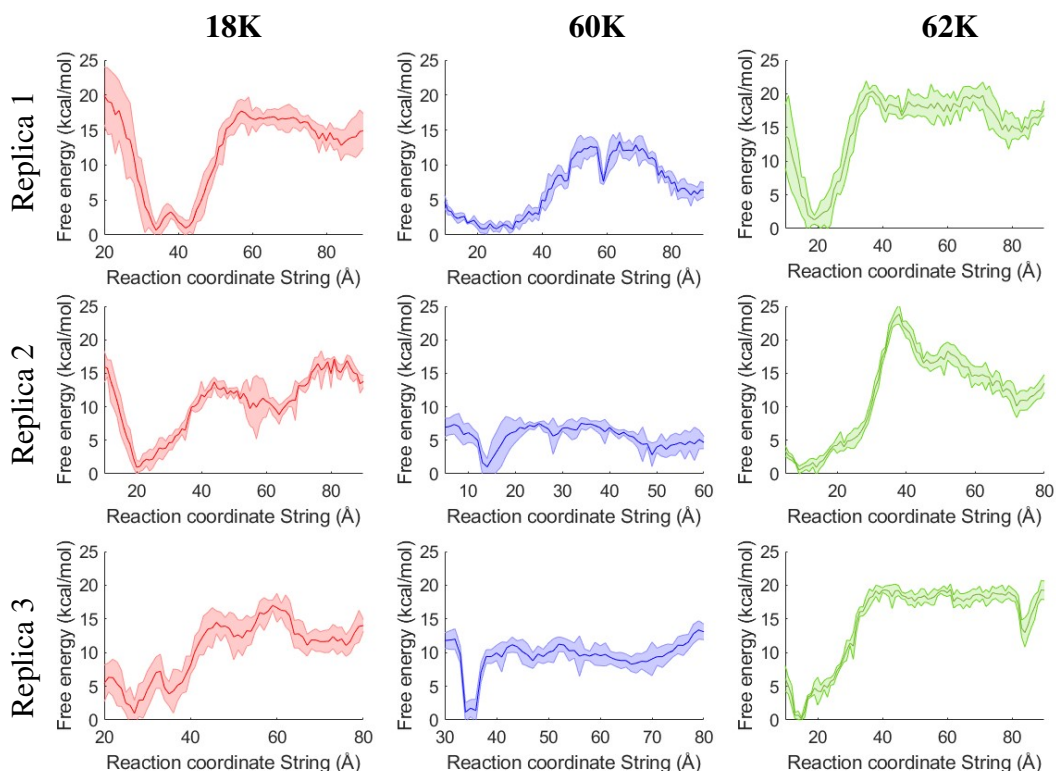 18K 60K 62K
Replica 1
Free energy (kcal/mol) Free energy (kcal/mol) Free energy (kcal/mol)
25 25 25
20 20 20
15 15 15
10 10 10
5 5 5
0 0 0
20 40 60 80 20 40 60 80 20 40 60 80
Reaction coordinate String (Å) Reaction coordinate String (Å) Reaction coordinate String (Å)
Replica 2
Free energy (kcal/mol) Free energy (kcal/mol) Free energy (kcal/mol)
25 25 25
20 20 20
15 15 15
10 10 10
5 5 5
0 0 0
20 40 60 80 10 20 30 40 50 60 20 40 60 80
Reaction coordinate String (Å) Reaction coordinate String (Å) Reaction coordinate String (Å)
Replica 3
Free energy (kcal/mol) Free energy (kcal/mol) Free energy (kcal/mol)
25 25 25
20 20 20
15 15 15
10 10 10
5 5 5
0 0 0
20 40 60 80 30 40 50 60 70 80 20 40 60 80
Reaction coordinate String (Å) Reaction coordinate String (Å) Reaction coordinate String (Å)